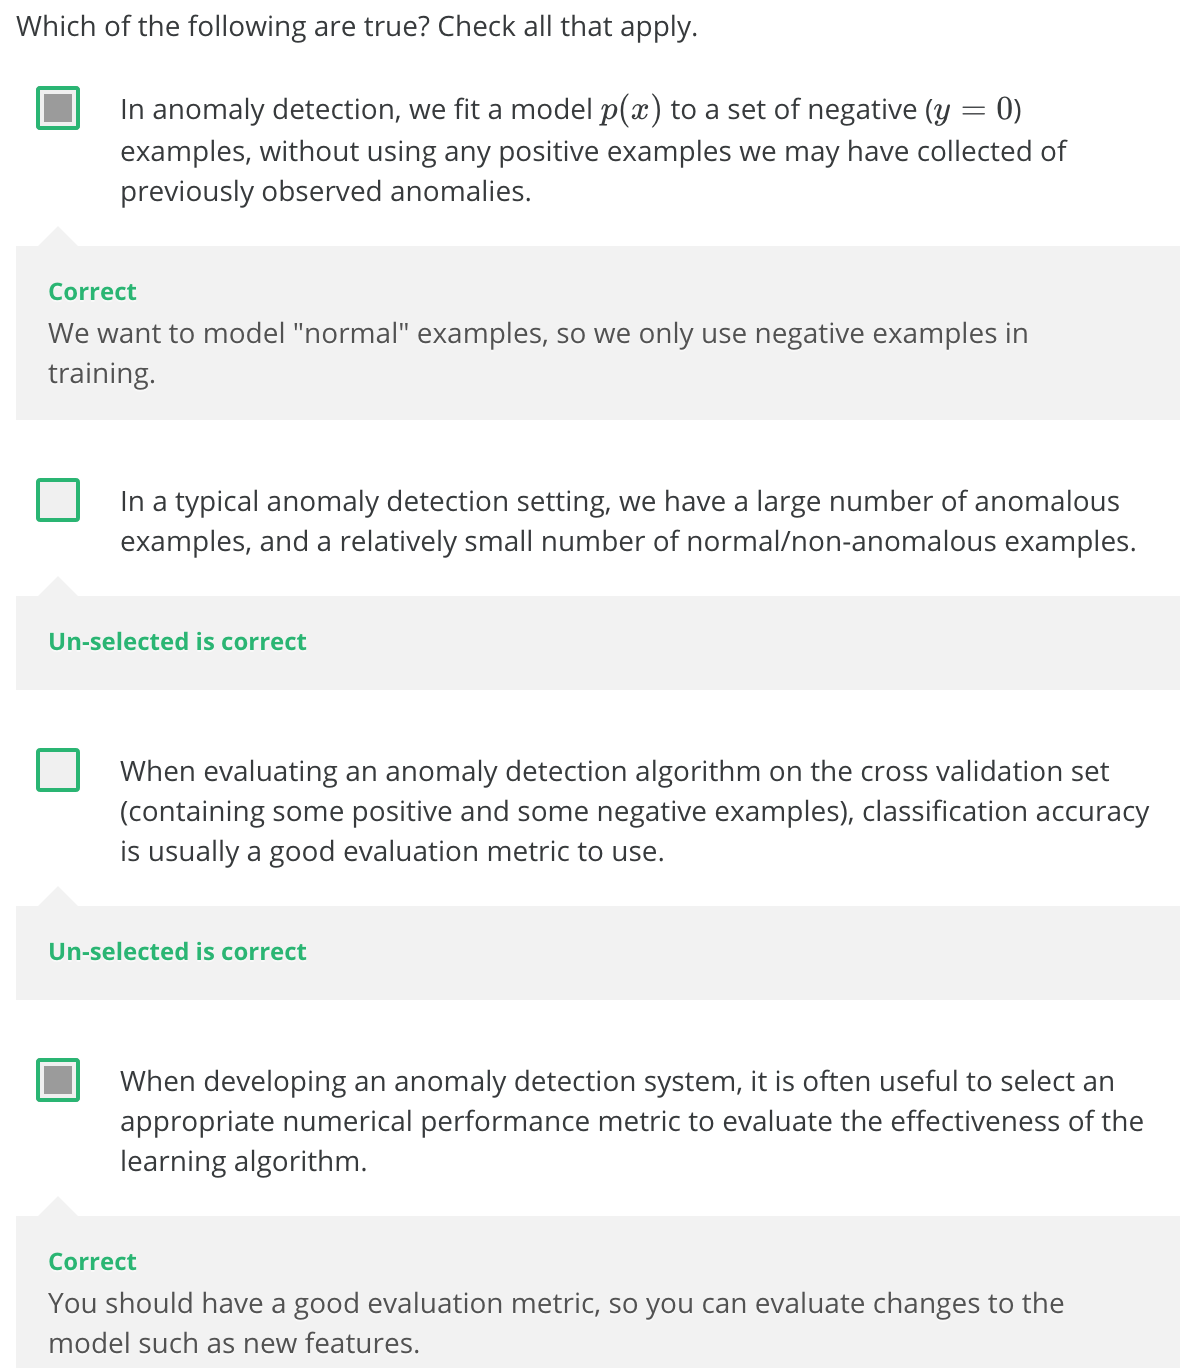 Which of the following are true? Check all that apply.
In anomaly detection, we fit a model p(x) to a set of negative (y = 0)
examples, without using any positive examples we may have collected of
previously observed anomalies.
Correct
We want to model "normal" examples, so we only use negative examples in
training.
In a typical anomaly detection setting, we have a large number of anomalous
examples, and a relatively small number of normal/non-anomalous examples.
Un-selected is correct
When evaluating an anomaly detection algorithm on the cross validation set
(containing some positive and some negative examples), classification accuracy
is usually a good evaluation metric to use.
Un-selected is correct
When developing an anomaly detection system, it is often useful to select an
appropriate numerical performance metric to evaluate the effectiveness of the
learning algorithm.
Correct
You should have a good evaluation metric, so you can evaluate changes to the
model such as new features.